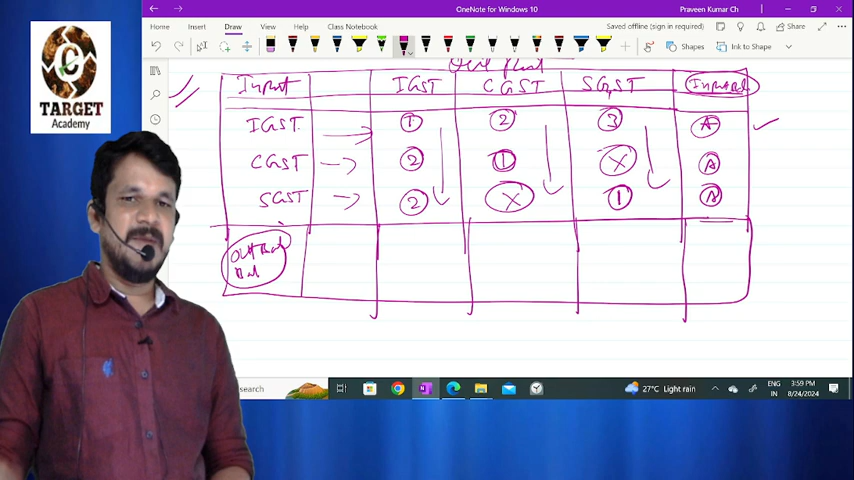 OneNote for Windows 10
Praveen Kumar Ch
Home Insert Draw View Help Class Notebook
Saved offline (sign in required)
Share
Shapes
Ink to Shape
TARGET
Academy
Input IGST CGST SGST
IGST 1 2 3 A
CGST 2 1 X A
SGST 2 X 1 A
Bal
search
27°C Light rain
ENG
IN
3:59 PM
8/24/2024